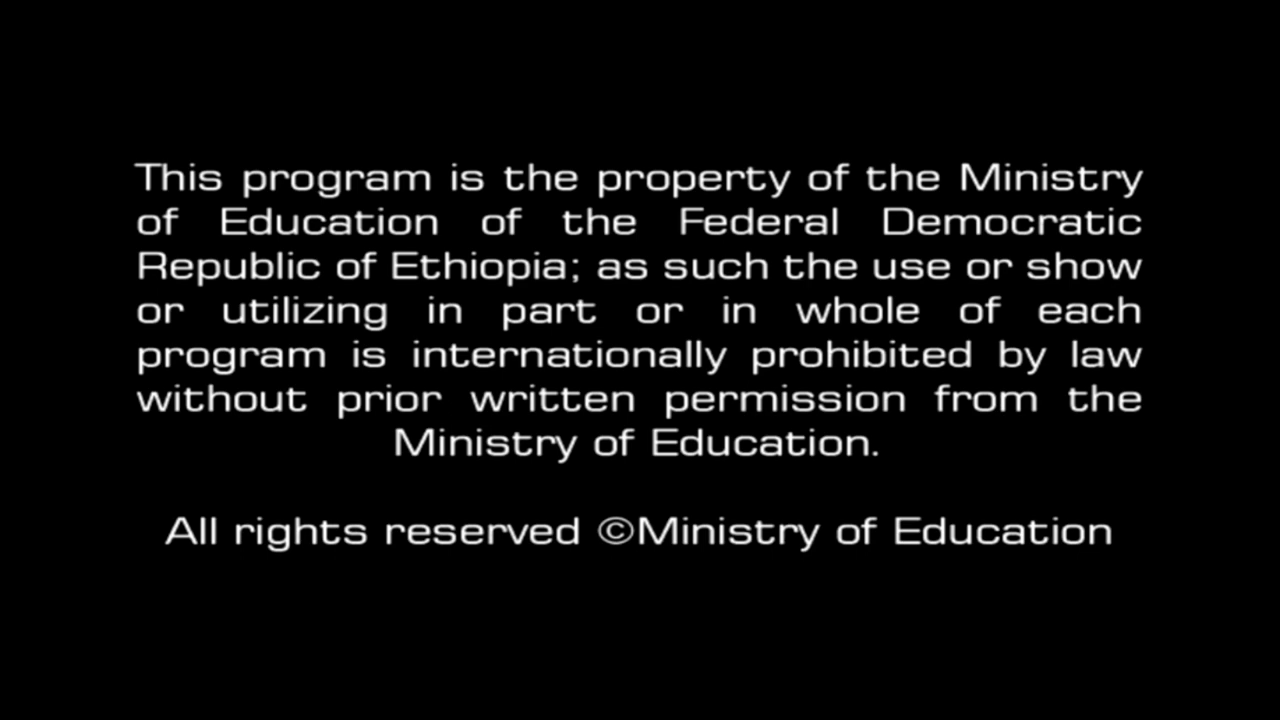 This program is the property of the Ministry
of Education of the Federal Democratic
Republic of Ethiopia; as such the use or show
or utilizing in part or in whole of each
program is internationally prohibited by law
without prior written permission from the
Ministry of Education.
All rights reserved ©Ministry of Education